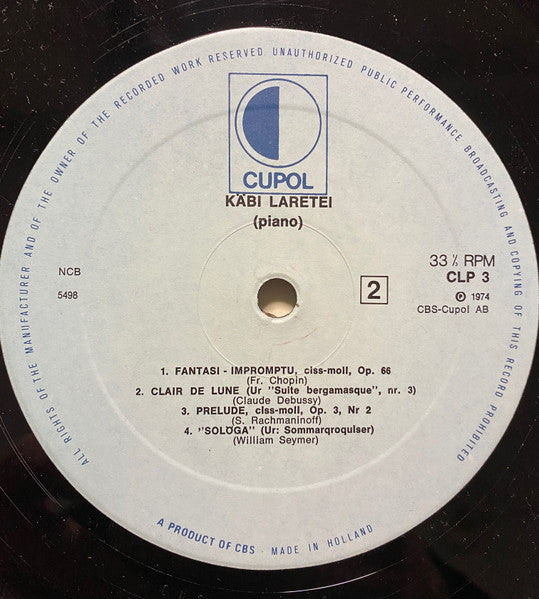 ALL RIGHTS OF THE MANUFACTURER AND OF THE OWNER OF THE RECORDED WORK RESERVED UNAUTHORIZED PUBLIC PERFORMANCE BROADCASTING AND COPYING OF THIS RECORD PROHIBITED
CUPOL
KÄBI LARETEI
(piano)
NCB
5498
33⅓ RPM
CLP 3
℗ 1974
CBS-Cupol AB
2
1. FANTASI - IMPROMPTU, ciss-moll, Op. 66
(Fr. Chopin)
2. CLAIR DE LUNE (Ur "Suite bergamasque", nr. 3)
(Claude Debussy)
3. PRELUDE, ciss-moll, Op. 3, Nr 2
(S. Rachmaninoff)
4. "SOLÖGA" (Ur: Sommarqroquiser)
(William Seymer)
A PRODUCT OF CBS · MADE IN HOLLAND